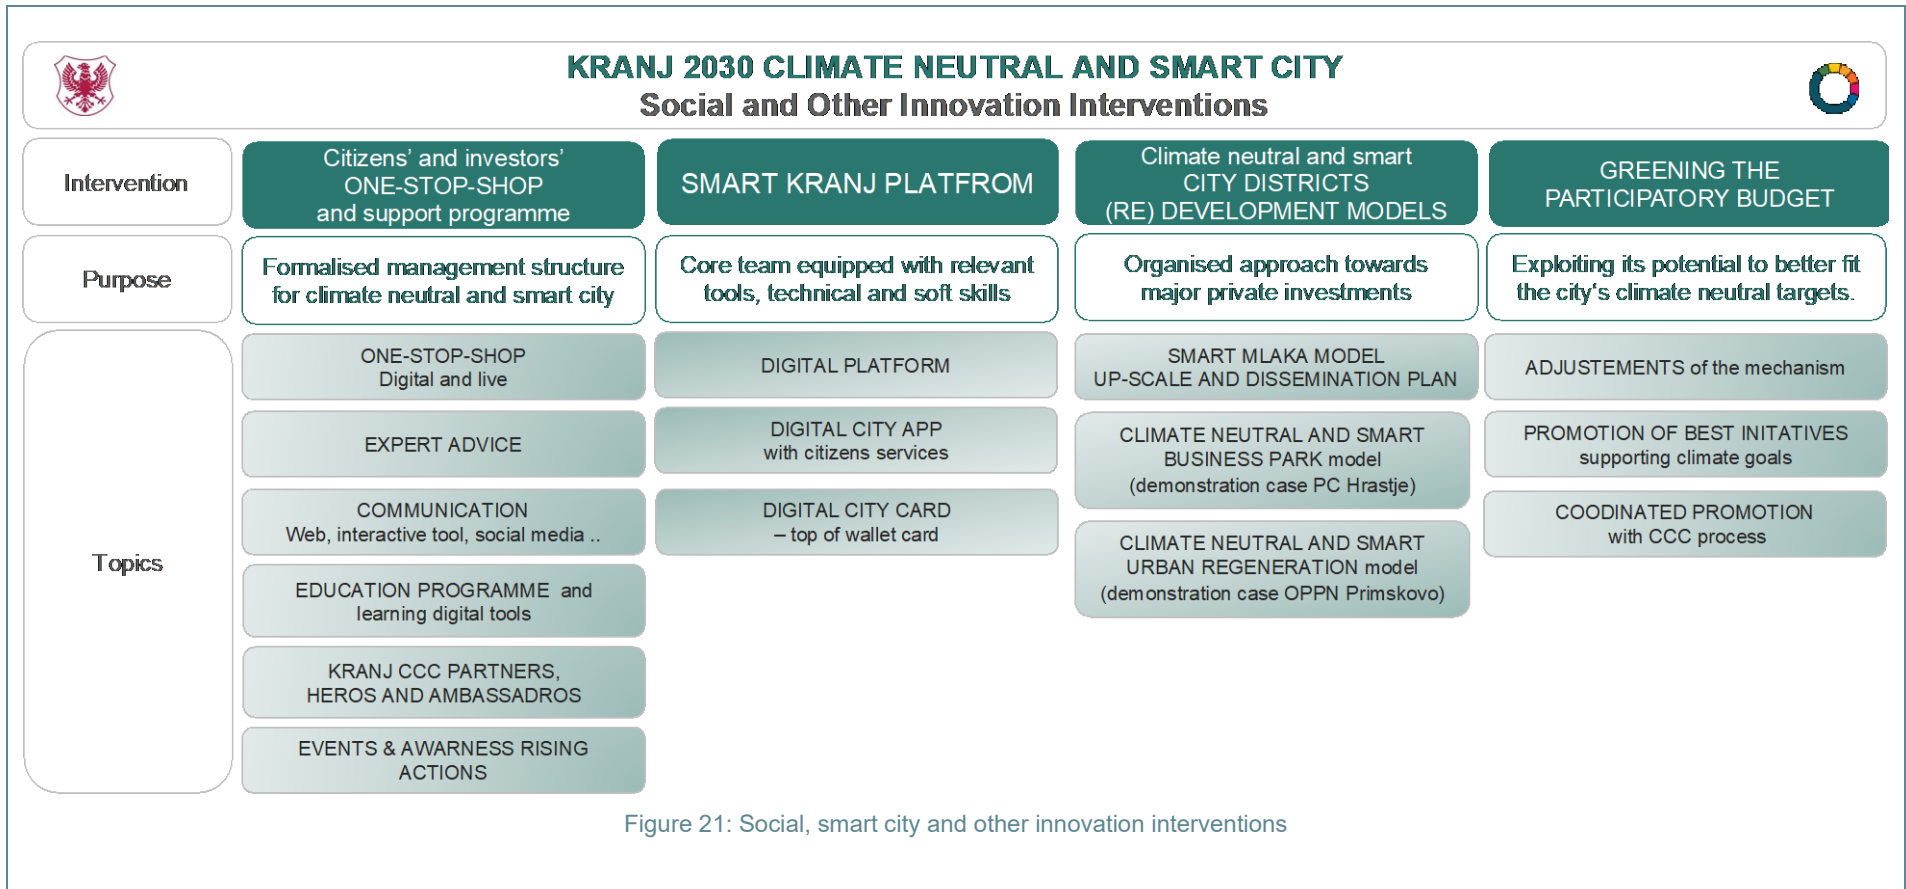 KRANJ 2030 CLIMATE NEUTRAL AND SMART CITY
Social and Other Innovation Interventions
Intervention
Citizens' and investors'
ONE-STOP-SHOP
and support programme
SMART KRANJ PLATFROM
Climate neutral and smart
CITY DISTRICTS
(RE) DEVELOPMENT MODELS
GREENING THE
PARTICIPATORY BUDGET
Purpose
Formalised management structure
for climate neutral and smart city
Core team equipped with relevant
tools, technical and soft skills
Organised approach towards
major private investments
Exploiting its potential to better fit
the city's climate neutral targets.
Topics
ONE-STOP-SHOP
Digital and live
EXPERT ADVICE
COMMUNICATION
Web, interactive tool, social media ..
EDUCATION PROGRAMME and
learning digital tools
KRANJ CCC PARTNERS,
HEROS AND AMBASSADROS
EVENTS & AWARNESS RISING
ACTIONS
DIGITAL PLATFORM
DIGITAL CITY APP
with citizens services
DIGITAL CITY CARD
– top of wallet card
SMART MLAKA MODEL
UP-SCALE AND DISSEMINATION PLAN
CLIMATE NEUTRAL AND SMART
BUSINESS PARK model
(demonstration case PC Hrastje)
CLIMATE NEUTRAL AND SMART
URBAN REGENERATION model
(demonstration case OPPN Primskovo)
ADJUSTEMENTS of the mechanism
PROMOTION OF BEST INITATIVES
supporting climate goals
COODINATED PROMOTION
with CCC process
Figure 21: Social, smart city and other innovation interventions